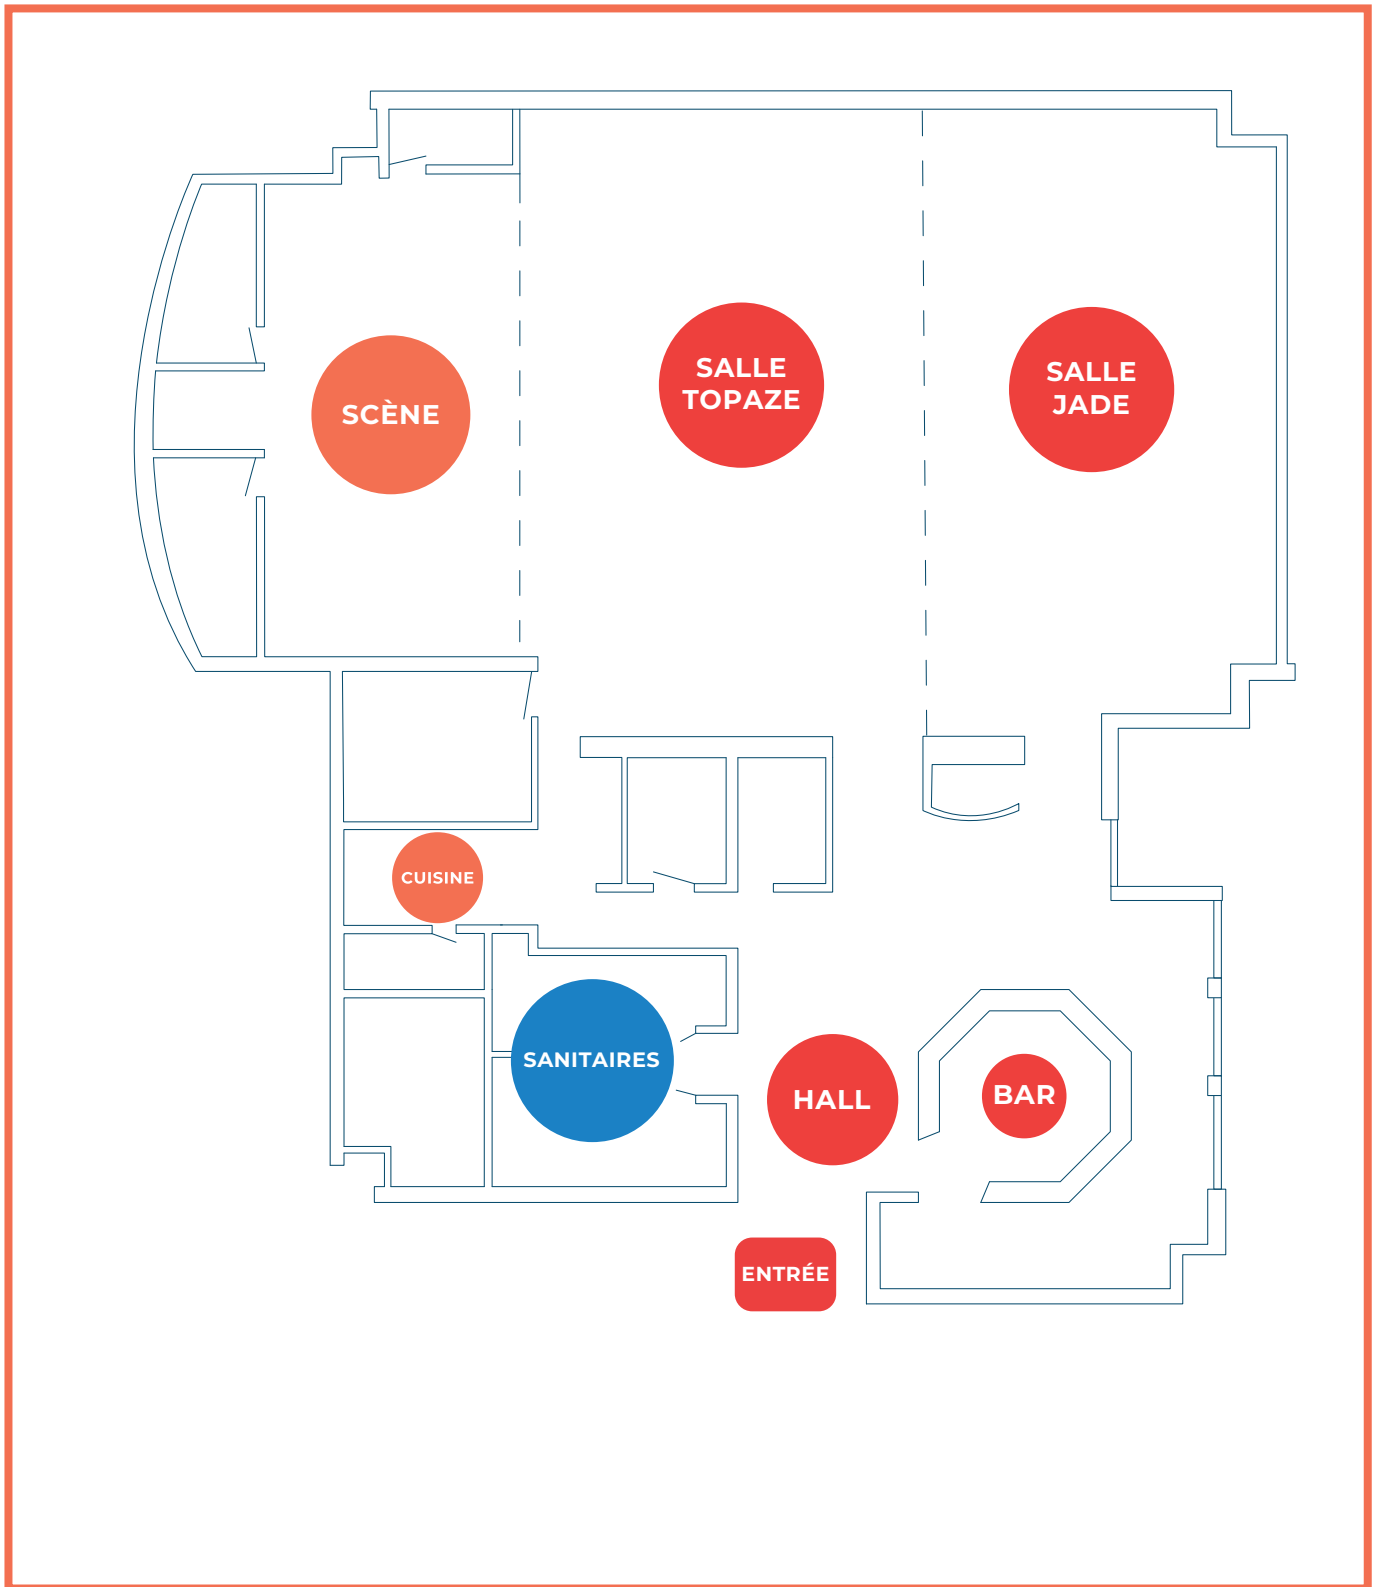 SALLE
TOPAZE
SALLE
JADE
SCÈNE
CUISINE
SANITAIRES
HALL
BAR
ENTRÉE